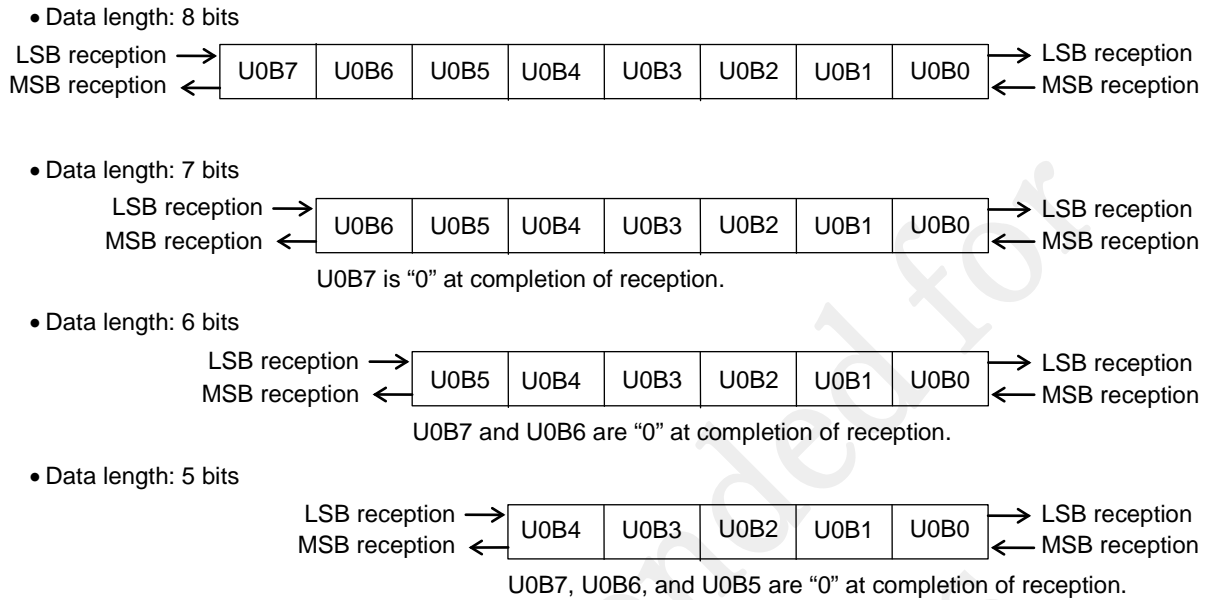 • Data length: 8 bits
LSB reception U0B7 U0B6 U0B5 U0B4 U0B3 U0B2 U0B1 U0B0 LSB reception
MSB reception MSB reception
• Data length: 7 bits
LSB reception U0B6 U0B5 U0B4 U0B3 U0B2 U0B1 U0B0 LSB reception
MSB reception MSB reception
U0B7 is “0” at completion of reception.
• Data length: 6 bits
LSB reception U0B5 U0B4 U0B3 U0B2 U0B1 U0B0 LSB reception
MSB reception MSB reception
U0B7 and U0B6 are “0” at completion of reception.
• Data length: 5 bits
LSB reception U0B4 U0B3 U0B2 U0B1 U0B0 LSB reception
MSB reception MSB reception
U0B7, U0B6, and U0B5 are “0” at completion of reception.
for